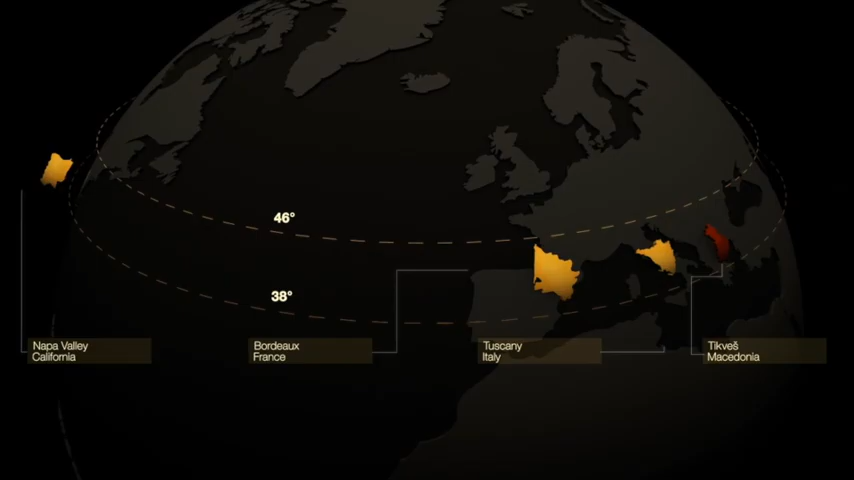 46°
38°
Napa Valley
California
Bordeaux
France
Tuscany
Italy
Tikveš
Macedonia